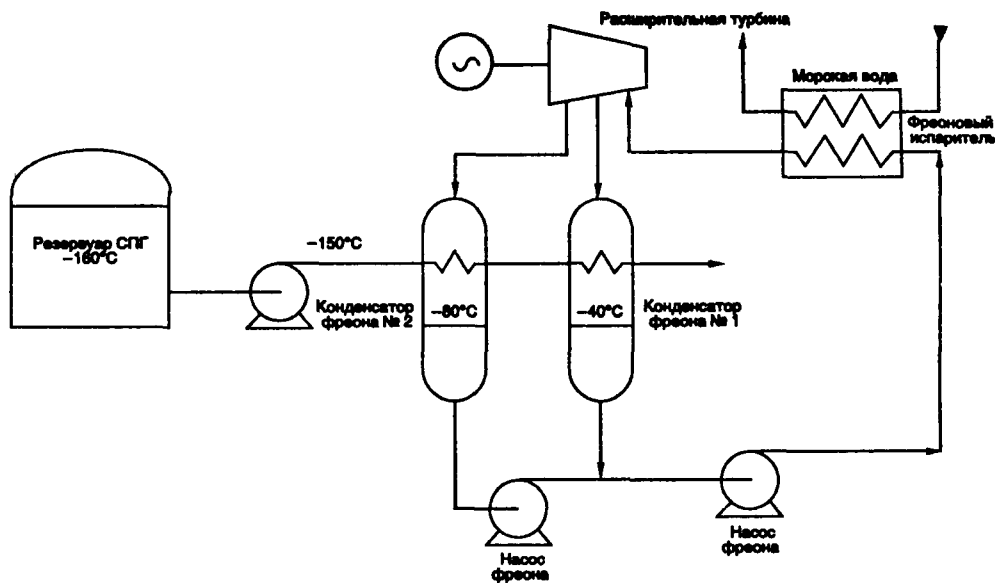 Расширительная турбина
Морская вода
Фреоновый
испаритель
Резервуар СПГ
−160°C
−150°C
Конденсатор
фреона № 2
−80°C
−40°C
Конденсатор
фреона № 1
Насос
фреона
Насос
фреона